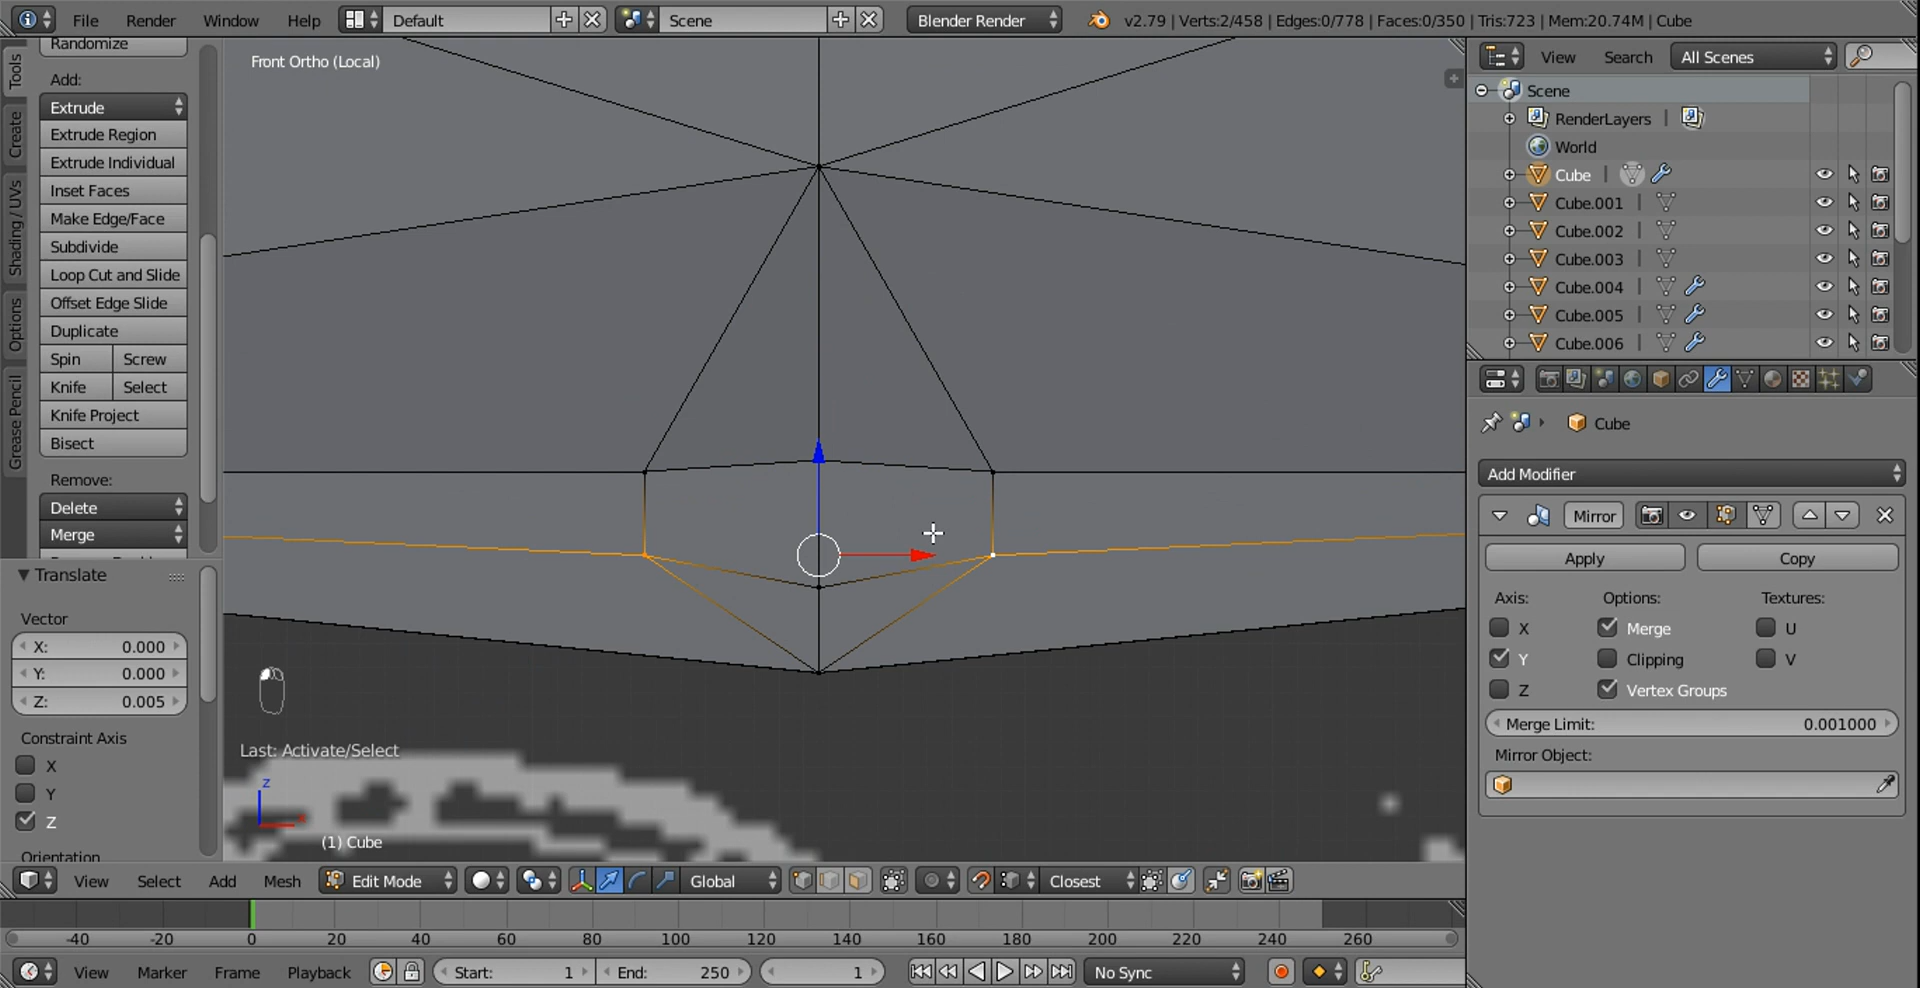 File Render Window Help Default Scene Blender Render v2.79 | Verts:2/458 | Edges:0/778 | Faces:0/350 | Tris:723 | Mem:20.74M | Cube
Tools
Create
Shading / UVs
Options
Grease Pencil
Randomize
Add:
Extrude
Extrude Region
Extrude Individual
Inset Faces
Make Edge/Face
Subdivide
Loop Cut and Slide
Offset Edge Slide
Duplicate
Spin Screw
Knife Select
Knife Project
Bisect
Remove:
Delete
Merge
Translate
Vector
X: 0.000
Y: 0.000
Z: 0.005
Constraint Axis
X
Y
Z
Orientation
Front Ortho (Local)
Last: Activate/Select
z
(1) Cube
View Select Add Mesh Edit Mode Global Closest
-40 -20 0 20 40 60 80 100 120 140 160 180 200 220 240 260
View Marker Frame Playback Start: 1 End: 250 1 No Sync
View Search All Scenes
Scene
RenderLayers |
World
Cube |
Cube.001 |
Cube.002 |
Cube.003 |
Cube.004 |
Cube.005 |
Cube.006 |
Cube
Add Modifier
Mirror
Apply Copy
Axis: Options: Textures:
X Merge U
Y Clipping V
Z Vertex Groups
Merge Limit: 0.001000
Mirror Object: